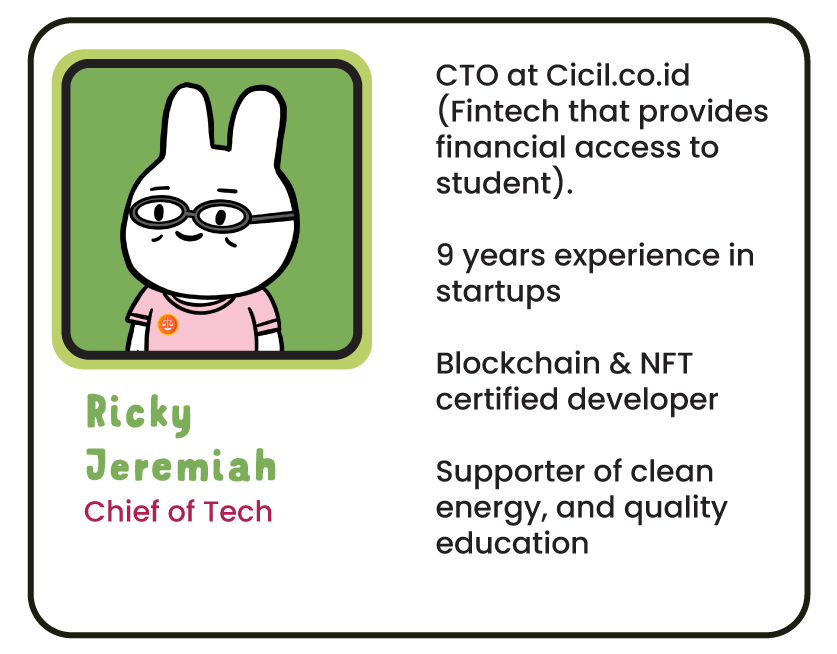 Ricky
Jeremiah
Chief of Tech
CTO at Cicil.co.id
(Fintech that provides
financial access to
student).
9 years experience in
startups
Blockchain & NFT
certified developer
Supporter of clean
energy, and quality
education